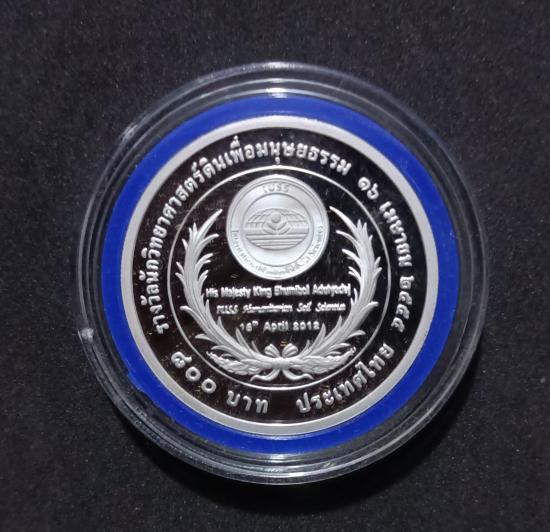 รางวัลนักวิทยาศาสตร์ดินเพื่อมนุษยธรรม ๑๖ เมษายน ๒๕๕๕
IUSS
His Majesty King Bhumibol Adulyadej
IUSS Humanitarian Soil Science
16th April 2012
๘๐๐ บาท ประเทศไทย